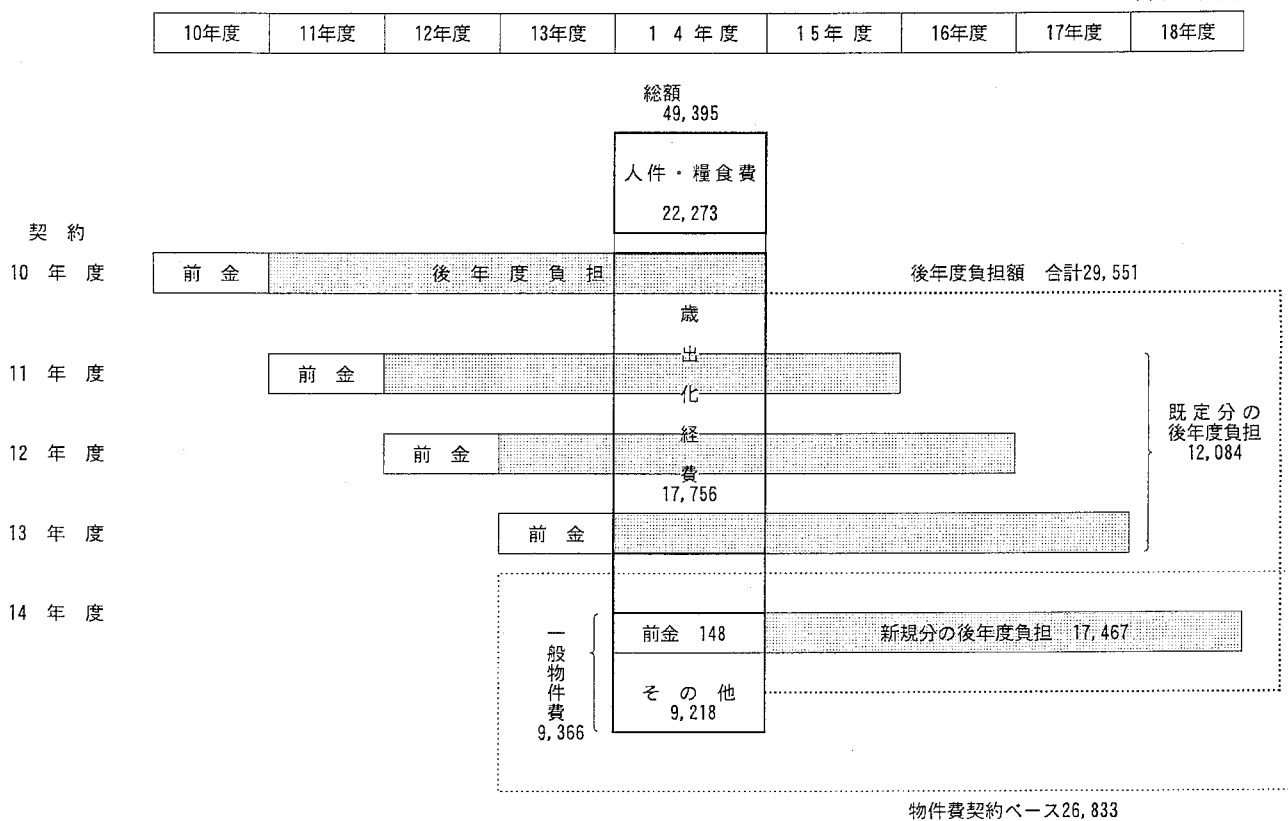 10年度 11年度 12年度 13年度 14年度 15年度 16年度 17年度 18年度
総額
49,395
人件・糧食費
22,273
契約
10年度 前金 後年度負担 後年度負担額 合計29,551
歳出化経費
17,756
11年度 前金
既定分の
後年度負担
12,084
12年度 前金
13年度 前金
14年度 前金 148 新規分の後年度負担 17,467
一般物件費
9,366
その他
9,218
物件費契約ベース26,833